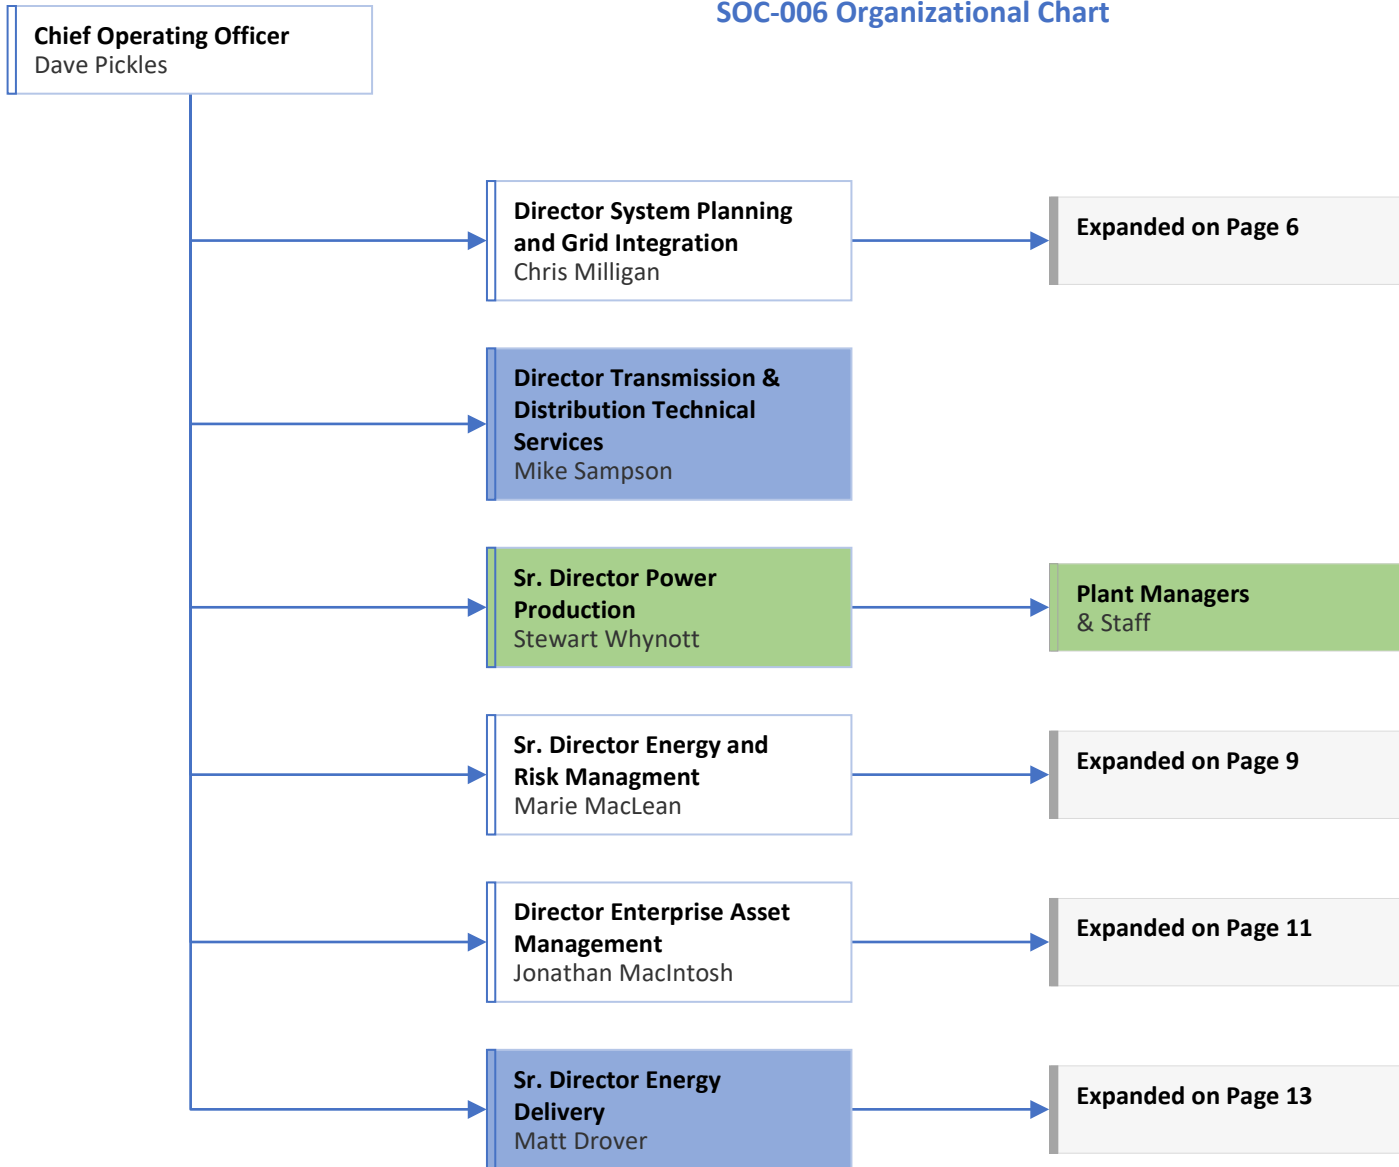 SOC-006 Organizational Chart
Chief Operating Officer
Dave Pickles
Director System Planning
and Grid Integration
Chris Milligan
Expanded on Page 6
Director Transmission &
Distribution Technical
Services
Mike Sampson
Sr. Director Power
Production
Stewart Whynott
Plant Managers
& Staff
Sr. Director Energy and
Risk Managment
Marie MacLean
Expanded on Page 9
Director Enterprise Asset
Management
Jonathan MacIntosh
Expanded on Page 11
Sr. Director Energy
Delivery
Matt Drover
Expanded on Page 13